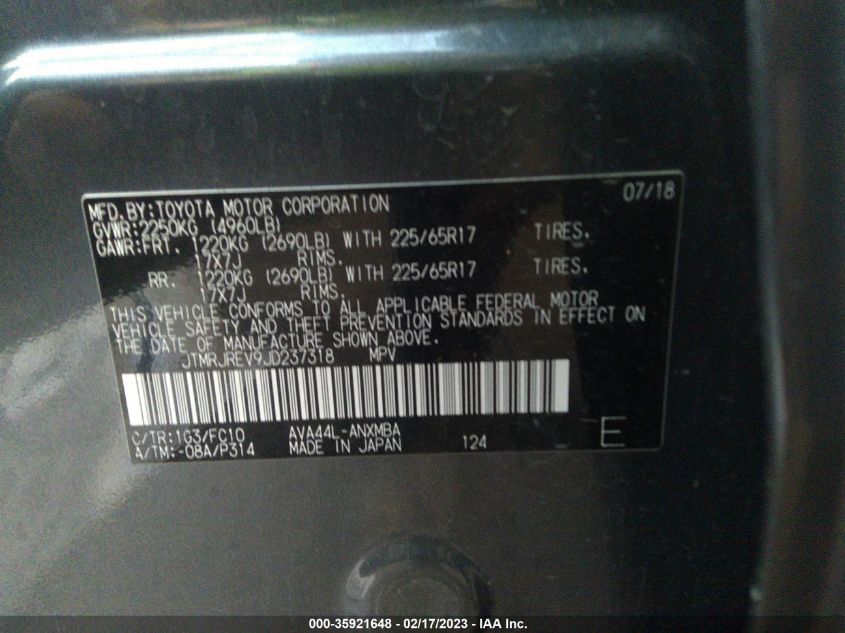 07/18
MFD.BY:TOYOTA MOTOR CORPORATION
GVWR:2250KG (4960LB)
GAWR:FRT. 1220KG (2690LB) WITH 225/65R17 TIRES.
17X7J RIMS.
RR. 1220KG (2690LB) WITH 225/65R17 TIRES.
17X7J RIMS.
THIS VEHICLE CONFORMS TO ALL APPLICABLE FEDERAL MOTOR
VEHICLE SAFETY AND THEFT PREVENTION STANDARDS IN EFFECT ON
THE DATE OF MANUFACTURE SHOWN ABOVE.
JTMRJREV9JD237318 MPV
C/TR:1G3/FC10 AVA44L-ANXMBA
A/TM:-08A/P314 MADE IN JAPAN 124 E
000-35921648 - 02/17/2023 - IAA Inc.